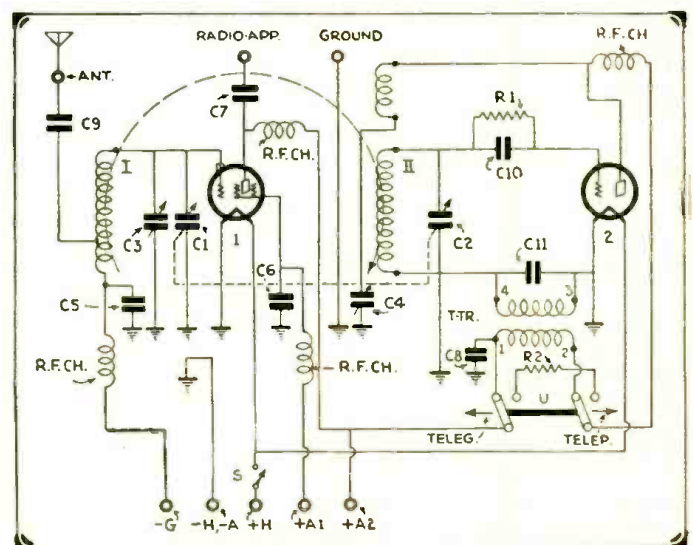 RADIO-APP.
GROUND
R.F.CH
ANT.
C7
R1
C9
I
R.F.CH.
II
C10
C3
C1
1
C2
2
C11
C6
C4
C5
4
3
T-TR.
1
2
C8
R2
R.F.CH.
R.F.CH.
U
TELEG.
TELEP.
S
-G
-H,-A
+H
+A1
+A2